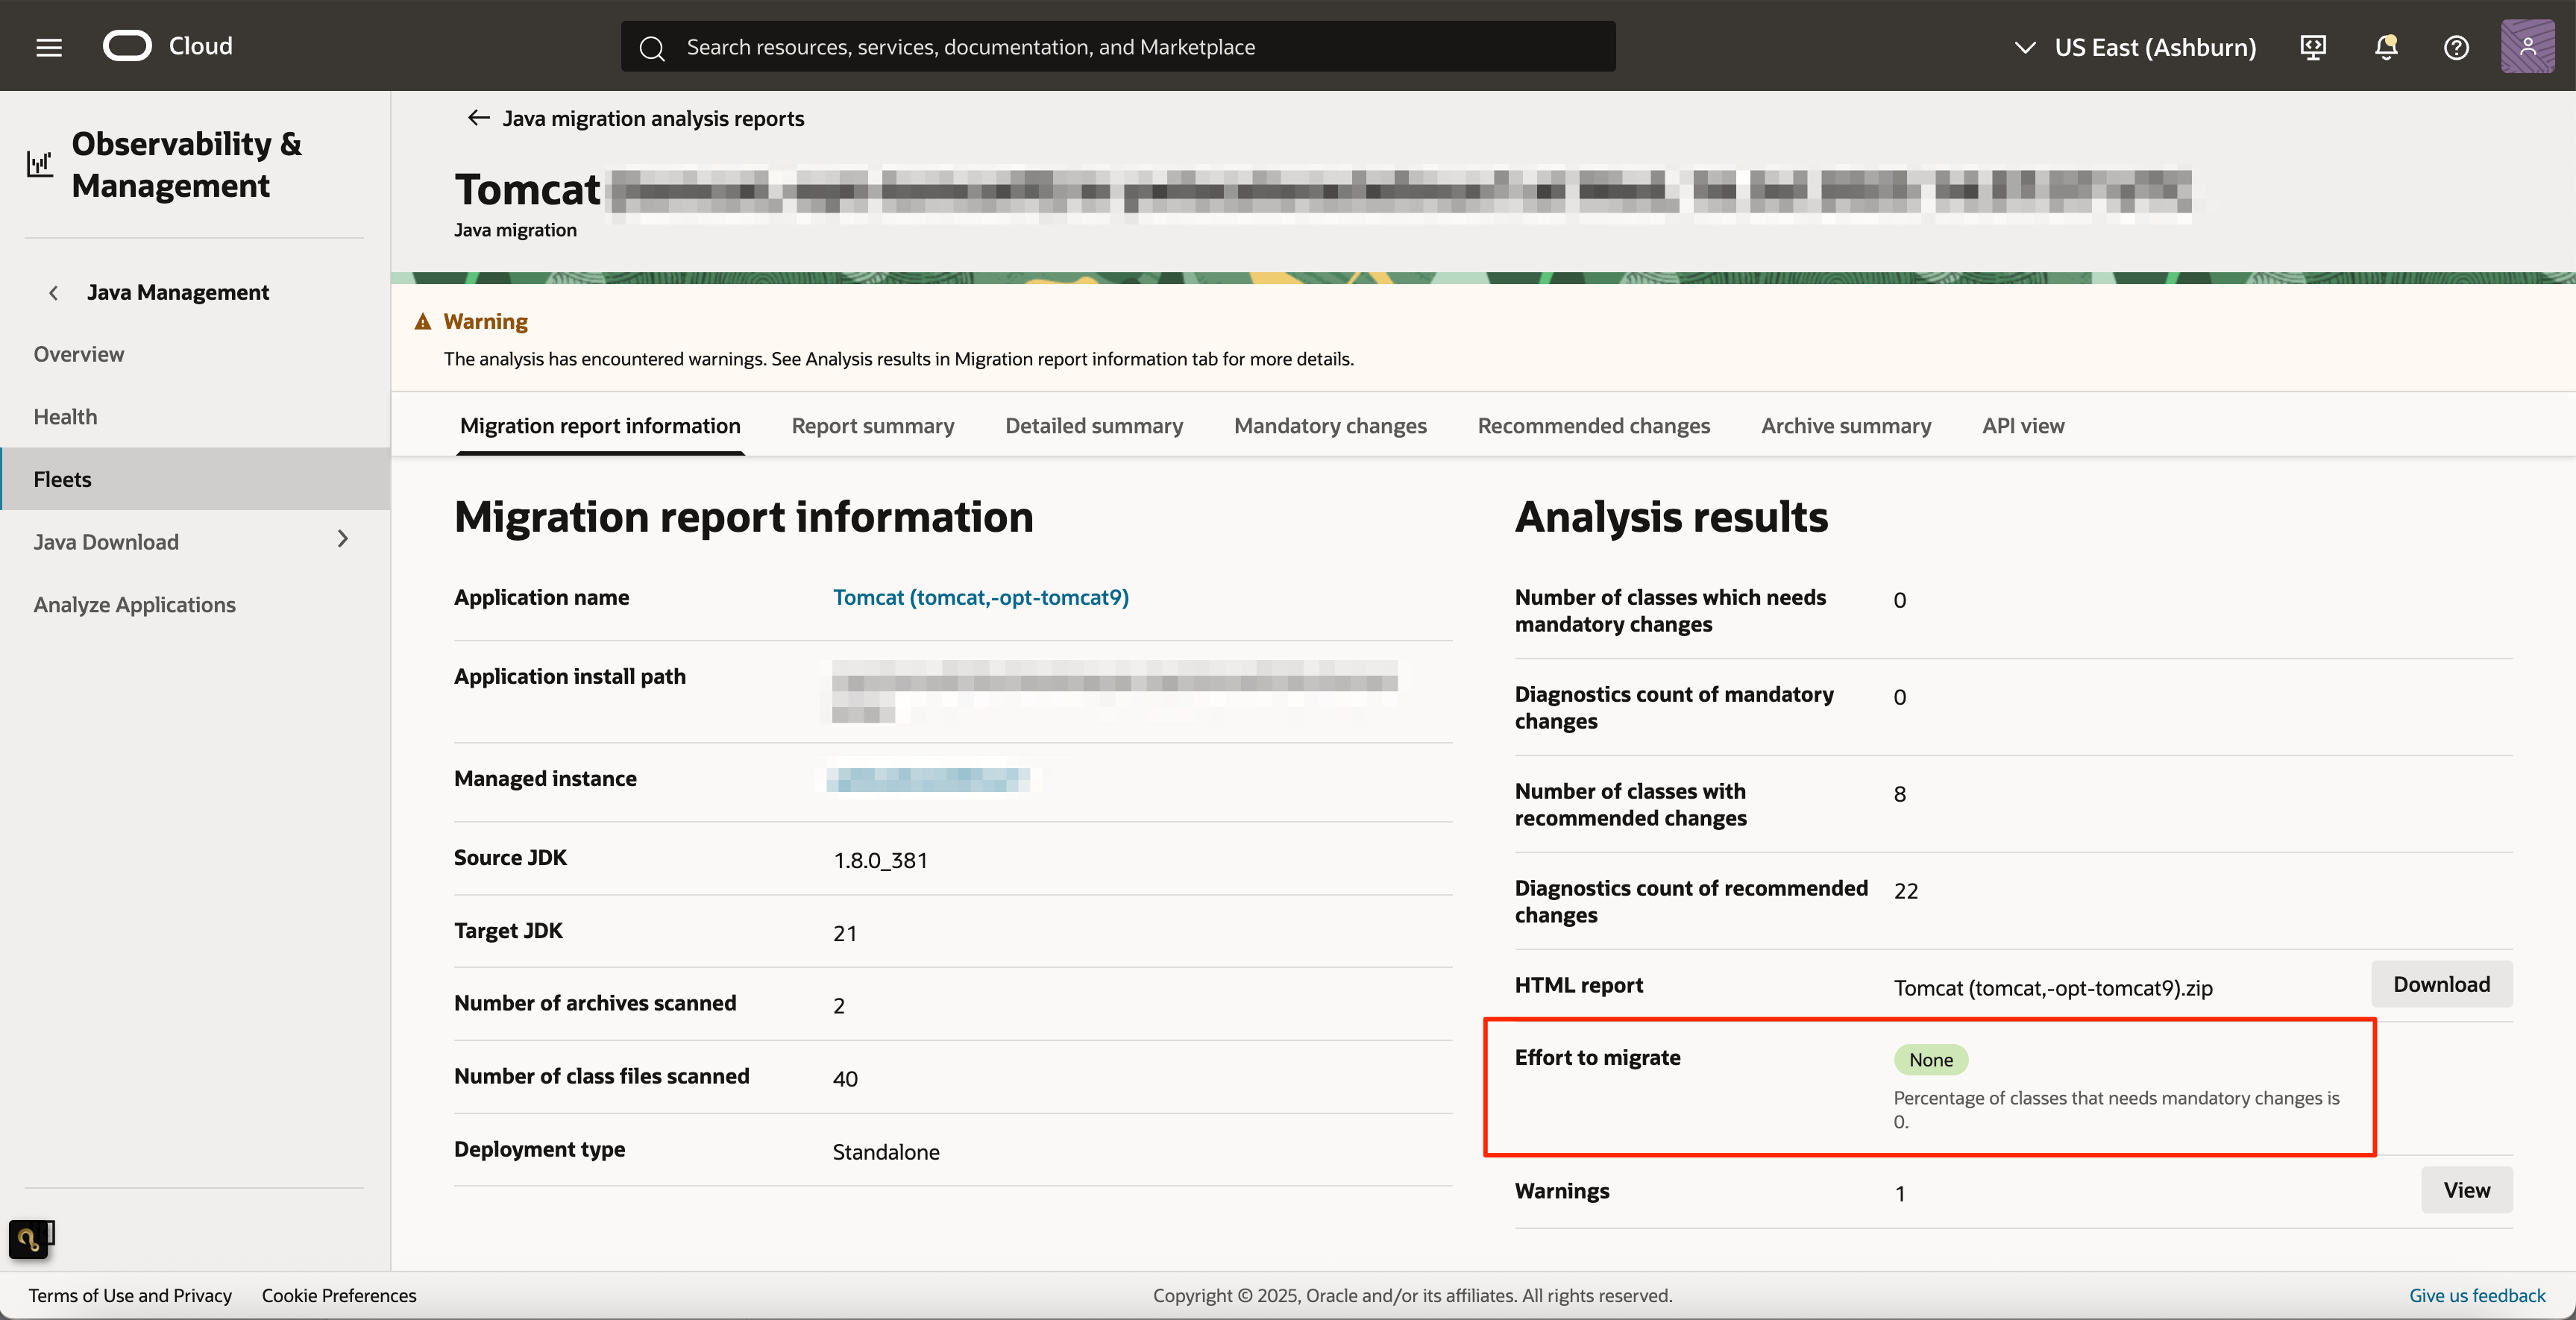 Cloud
Search resources, services, documentation, and Marketplace
US East (Ashburn)
Observability &
Management
Java Management
Overview
Health
Fleets
Java Download
Analyze Applications
Java migration analysis reports
Tomcat
Java migration
Warning
The analysis has encountered warnings. See Analysis results in Migration report information tab for more details.
Migration report information
Report summary
Detailed summary
Mandatory changes
Recommended changes
Archive summary
API view
Migration report information
Application name
Tomcat (tomcat,-opt-tomcat9)
Application install path
Managed instance
Source JDK
1.8.0_381
Target JDK
21
Number of archives scanned
2
Number of class files scanned
40
Deployment type
Standalone
Analysis results
Number of classes which needs
mandatory changes
0
Diagnostics count of mandatory
changes
0
Number of classes with
recommended changes
8
Diagnostics count of recommended
changes
22
HTML report
Tomcat (tomcat,-opt-tomcat9).zip
Download
Effort to migrate
None
Percentage of classes that needs mandatory changes is
0.
Warnings
1
View
Terms of Use and Privacy
Cookie Preferences
Copyright © 2025, Oracle and/or its affiliates. All rights reserved.
Give us feedback